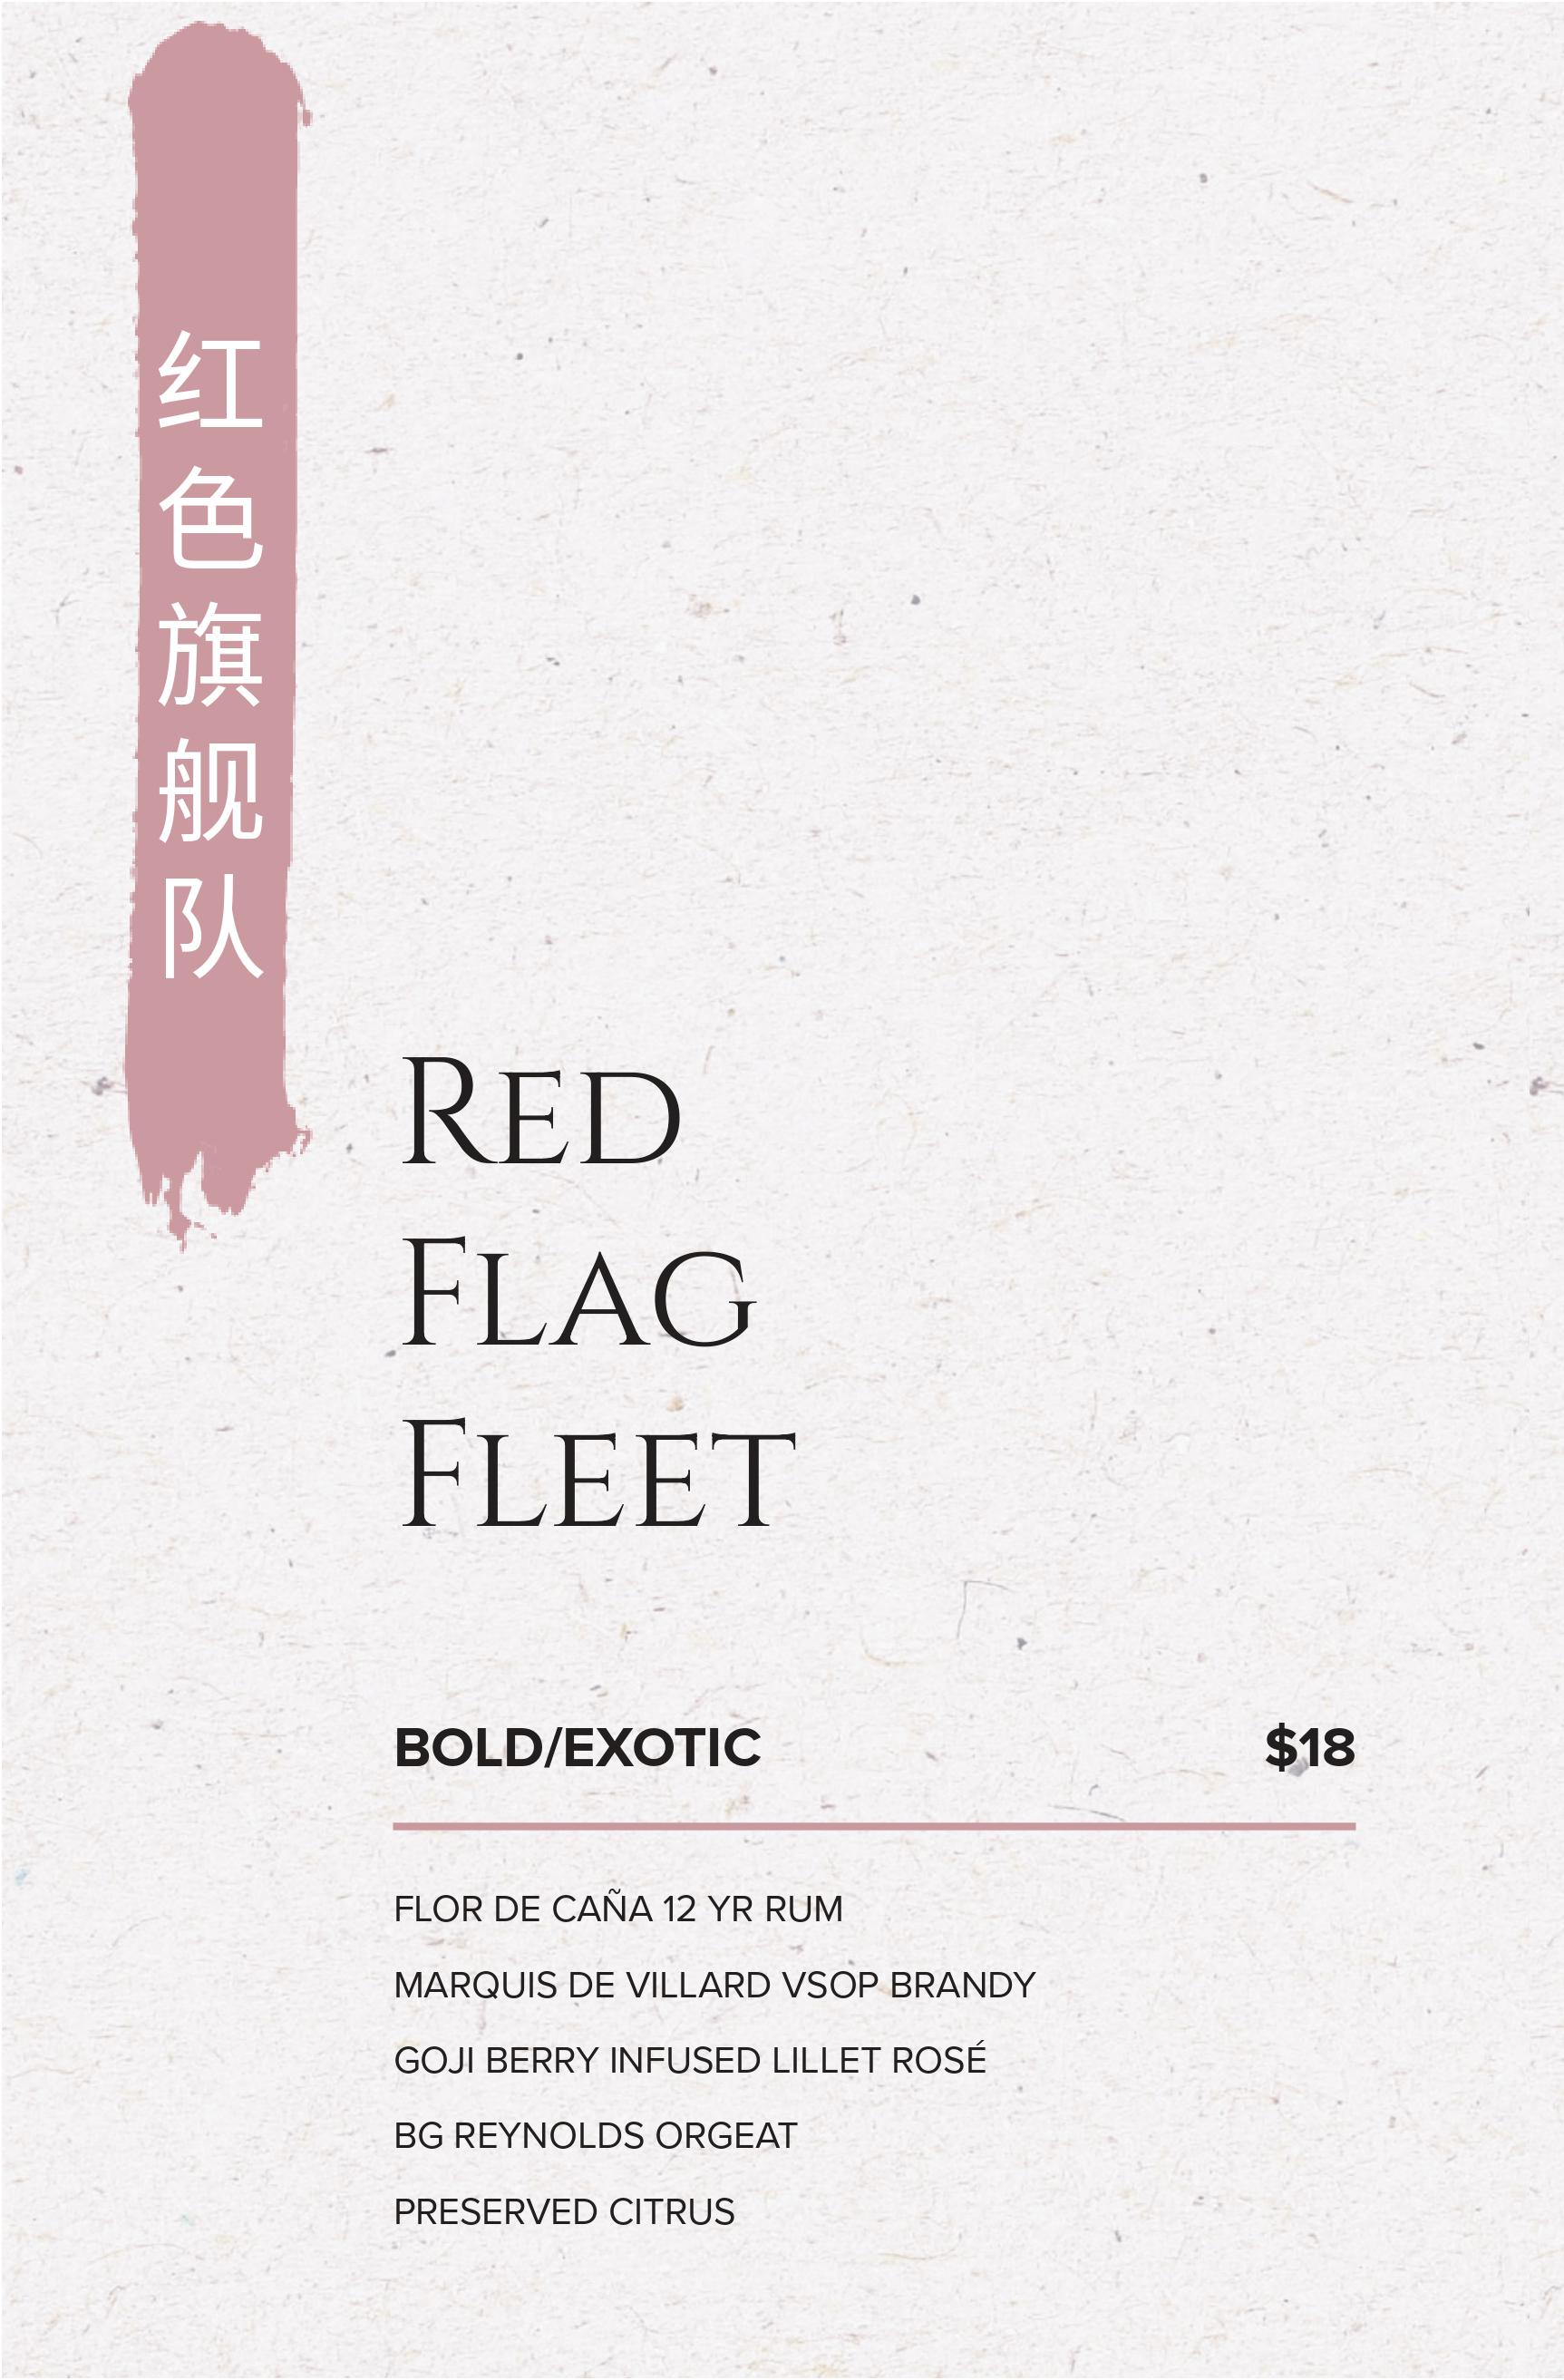 红色旗舰队
RED
FLAG
FLEET
BOLD/EXOTIC $18
FLOR DE CAÑA 12 YR RUM
MARQUIS DE VILLARD VSOP BRANDY
GOJI BERRY INFUSED LILLET ROSÉ
BG REYNOLDS ORGEAT
PRESERVED CITRUS